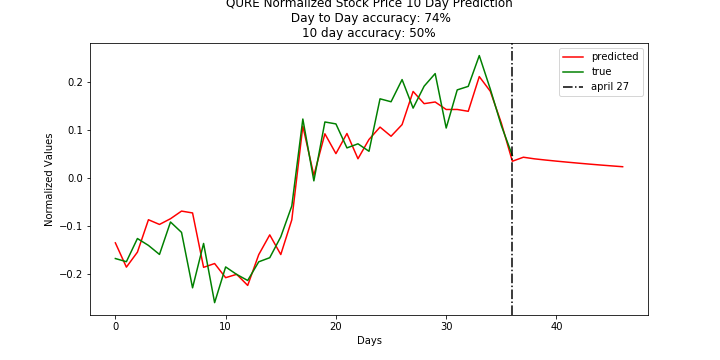 QURE Normalized Stock Price 10 Day Prediction
Day to Day accuracy: 74%
10 day accuracy: 50%
predicted
true
april 27
Normalized Values
0.2
0.1
0.0
−0.1
−0.2
0 10 20 30 40
Days